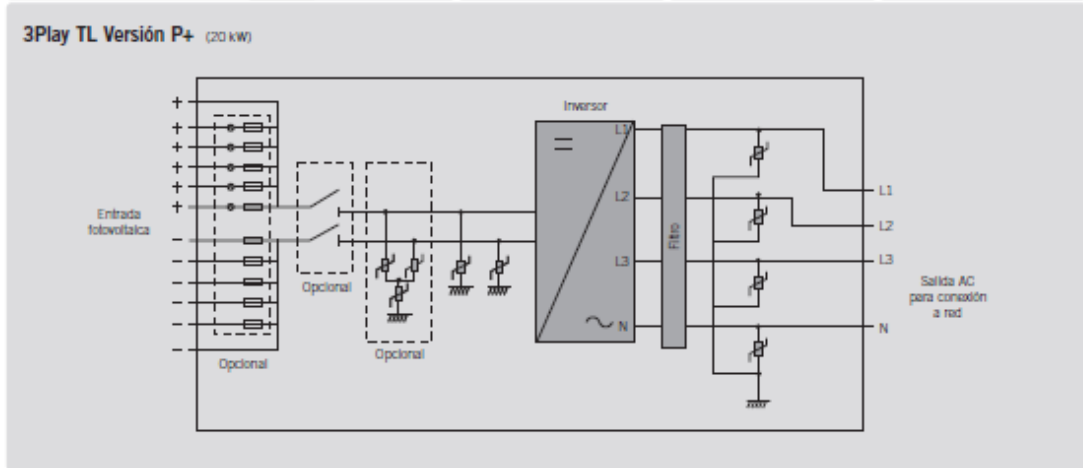 3Play TL Versión P+ (20 kW)
Inversor
+
+
+
+
+
+
Entrada
fotovoltaica
-
-
-
-
-
-
Opcional
Opcional
Opcional
L1
L2
L3
N
Filtro
L1
L2
L3
N
Salida AC
para conexión
a red